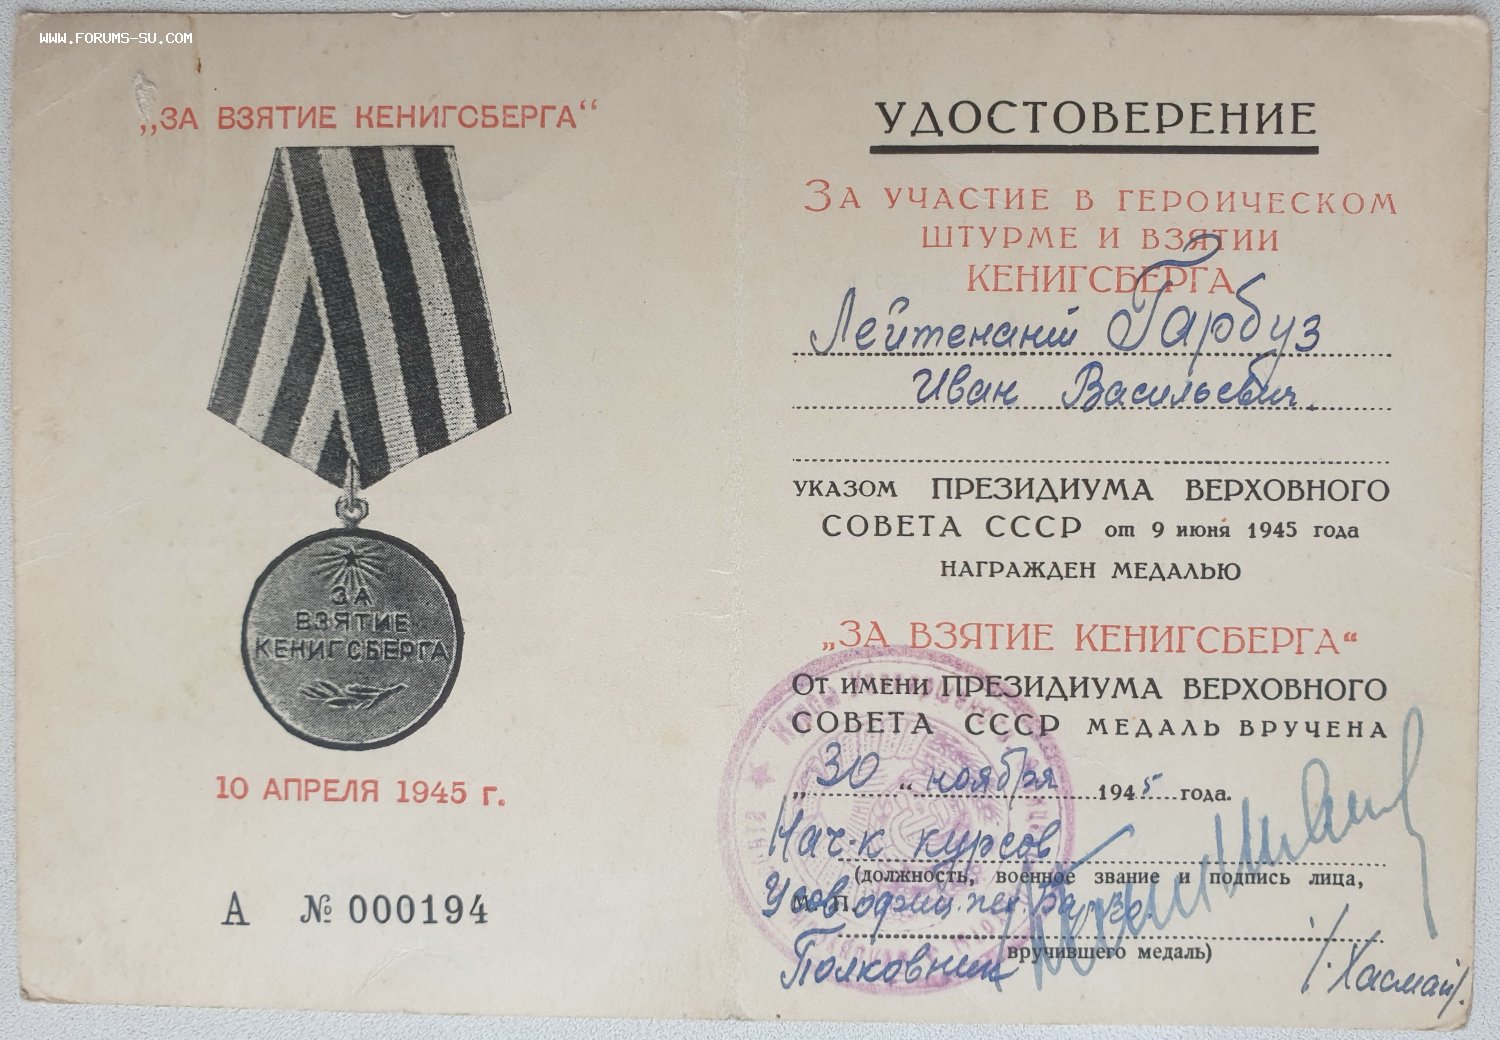 WWW.FORUMS-SU.COM
„ЗА ВЗЯТИЕ КЕНИГСБЕРГА“
ЗА
ВЗЯТИЕ
КЕНИГСБЕРГА
10 АПРЕЛЯ 1945 г.
А № 000194
УДОСТОВЕРЕНИЕ
ЗА УЧАСТИЕ В ГЕРОИЧЕСКОМ
ШТУРМЕ И ВЗЯТИИ
КЕНИГСБЕРГА
Лейтенант Гарбуз
Иван Васильевич.
УКАЗОМ ПРЕЗИДИУМА ВЕРХОВНОГО
СОВЕТА СССР от 9 июня 1945 года
НАГРАЖДЕН МЕДАЛЬЮ
„ЗА ВЗЯТИЕ КЕНИГСБЕРГА“
ОТ ИМЕНИ ПРЕЗИДИУМА ВЕРХОВНОГО
СОВЕТА СССР МЕДАЛЬ ВРУЧЕНА
„30“ ноября 1945 года.
Нач-к курсов
(должность, военное звание и подпись лица,
М. П. Усов. офиц.
вручившего медаль)
Полковник